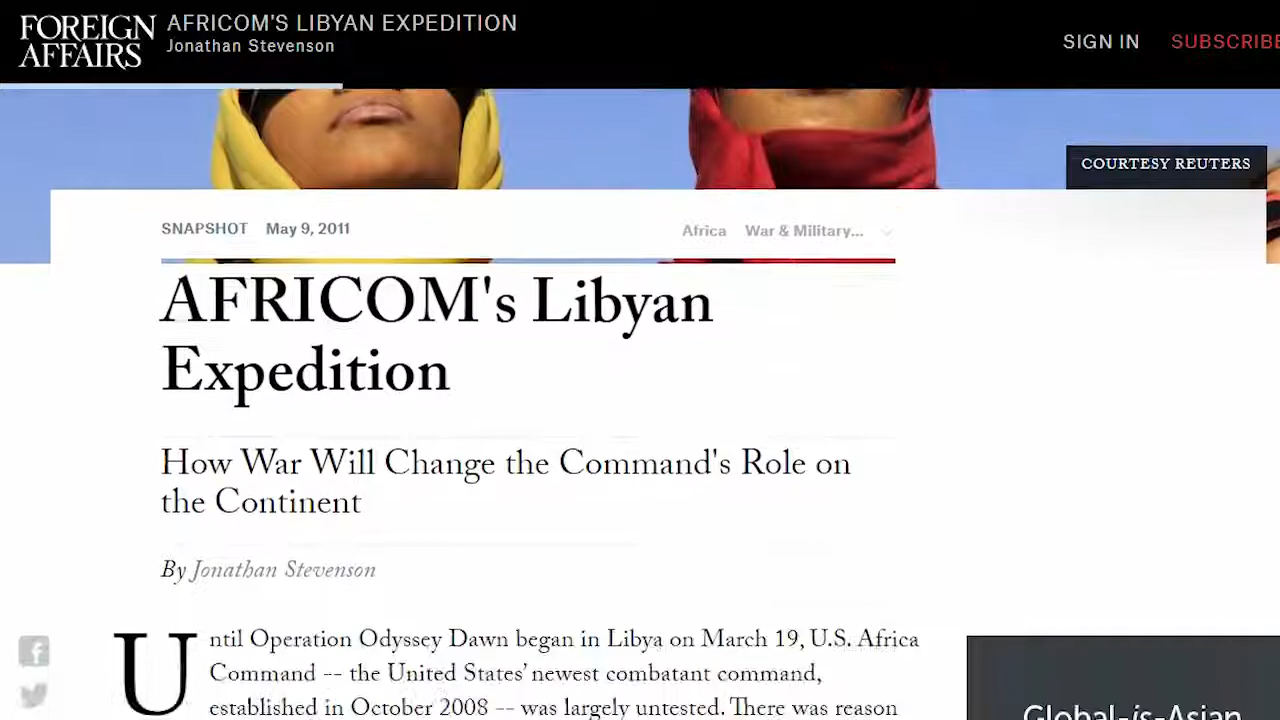 FOREIGN
AFFAIRS
AFRICOM'S LIBYAN EXPEDITION
Jonathan Stevenson
SIGN IN
SUBSCRIBE
COURTESY REUTERS
SNAPSHOT May 9, 2011
Africa War & Military...
AFRICOM's Libyan
Expedition
How War Will Change the Command's Role on
the Continent
By Jonathan Stevenson
Until Operation Odyssey Dawn began in Libya on March 19, U.S. Africa
Command -- the United States' newest combatant command,
established in October 2008 -- was largely untested. There was reason
Global-is-Asian